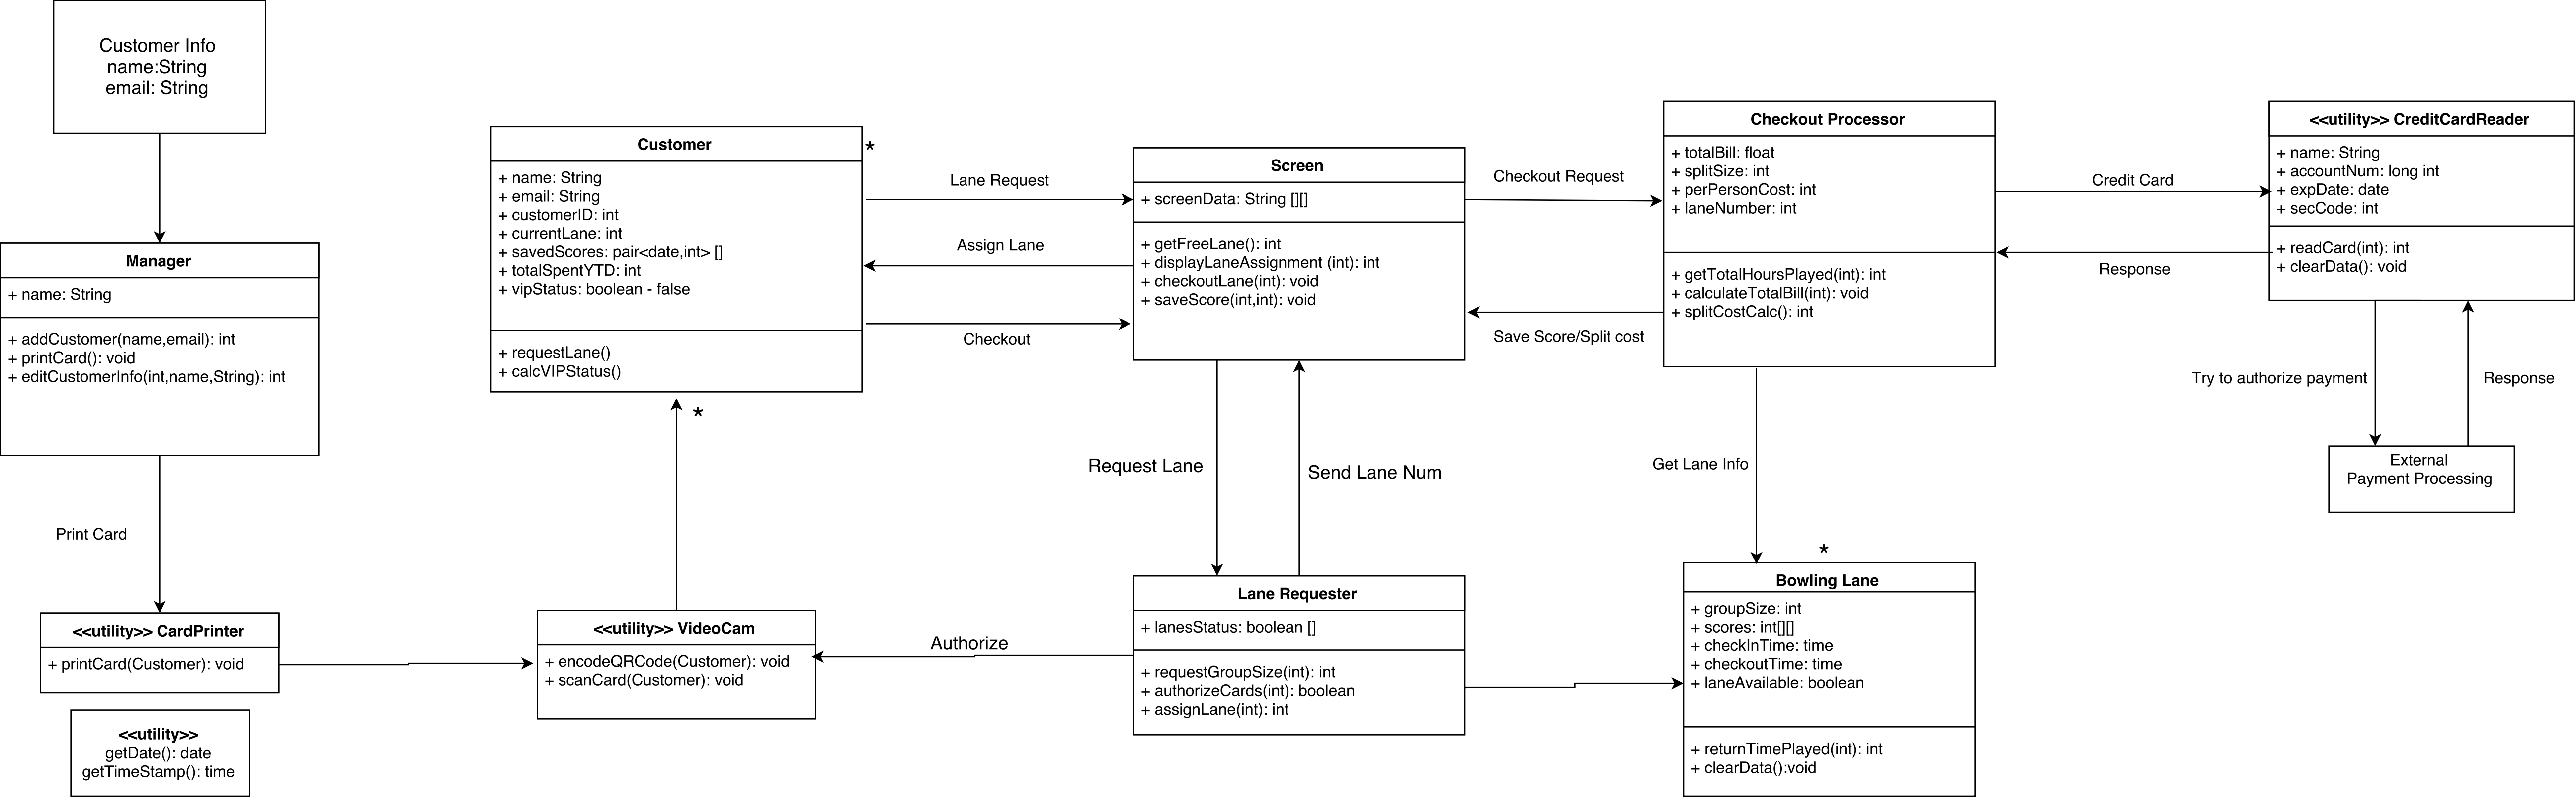 Customer Info
name:String
email: String
Manager
+ name: String
+ addCustomer(name,email): int
+ printCard(): void
+ editCustomerInfo(int,name,String): int
Print Card
<<utility>> CardPrinter
+ printCard(Customer): void
<<utility>>
getDate(): date
getTimeStamp(): time
Customer
+ name: String
+ email: String
+ customerID: int
+ currentLane: int
+ savedScores: pair<date,int> []
+ totalSpentYTD: int
+ vipStatus: boolean - false
+ requestLane()
+ calcVIPStatus()
*
*
<<utility>> VideoCam
+ encodeQRCode(Customer): void
+ scanCard(Customer): void
Lane Request
Assign Lane
Checkout
Screen
+ screenData: String [][]
+ getFreeLane(): int
+ displayLaneAssignment (int): int
+ checkoutLane(int): void
+ saveScore(int,int): void
Request Lane
Send Lane Num
Authorize
Lane Requester
+ lanesStatus: boolean []
+ requestGroupSize(int): int
+ authorizeCards(int): boolean
+ assignLane(int): int
Checkout Request
Save Score/Split cost
Checkout Processor
+ totalBill: float
+ splitSize: int
+ perPersonCost: int
+ laneNumber: int
+ getTotalHoursPlayed(int): int
+ calculateTotalBill(int): void
+ splitCostCalc(): int
Get Lane Info
*
Bowling Lane
+ groupSize: int
+ scores: int[][]
+ checkInTime: time
+ checkoutTime: time
+ laneAvailable: boolean
+ returnTimePlayed(int): int
+ clearData():void
Credit Card
Response
<<utility>> CreditCardReader
+ name: String
+ accountNum: long int
+ expDate: date
+ secCode: int
+ readCard(int): int
+ clearData(): void
Try to authorize payment
Response
External
Payment Processing